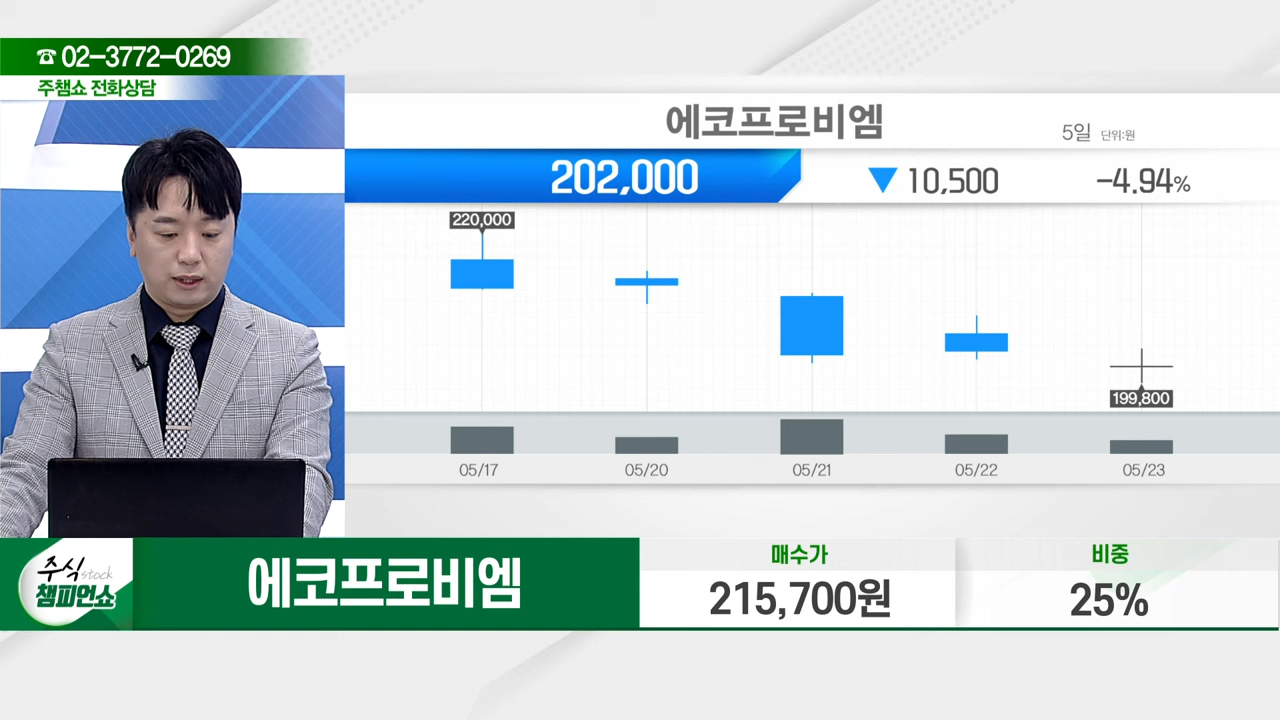 ☎ 02-3772-0269
주챔쇼 전화상담
에코프로비엠
5일 단위:원
202,000 ▼ 10,500 -4.94%
220,000
199,800
05/17 05/20 05/21 05/22 05/23
주식 stock
챔피언쇼
에코프로비엠
매수가
215,700원
비중
25%